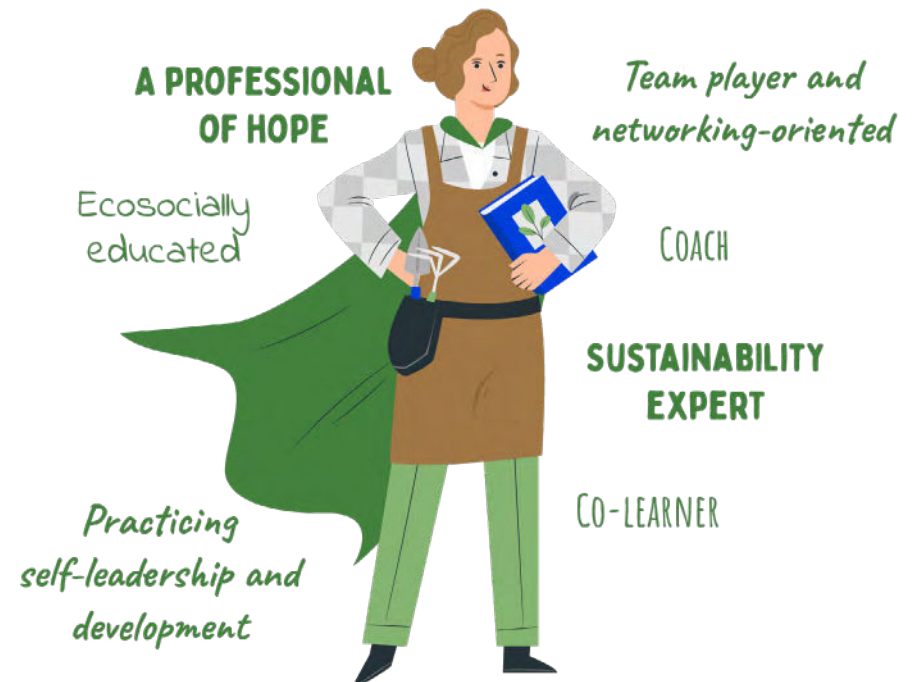 A PROFESSIONAL
OF HOPE
Team player and
networking-oriented
Ecosocially
educated
COACH
SUSTAINABILITY
EXPERT
CO-LEARNER
Practicing
self-leadership and
development